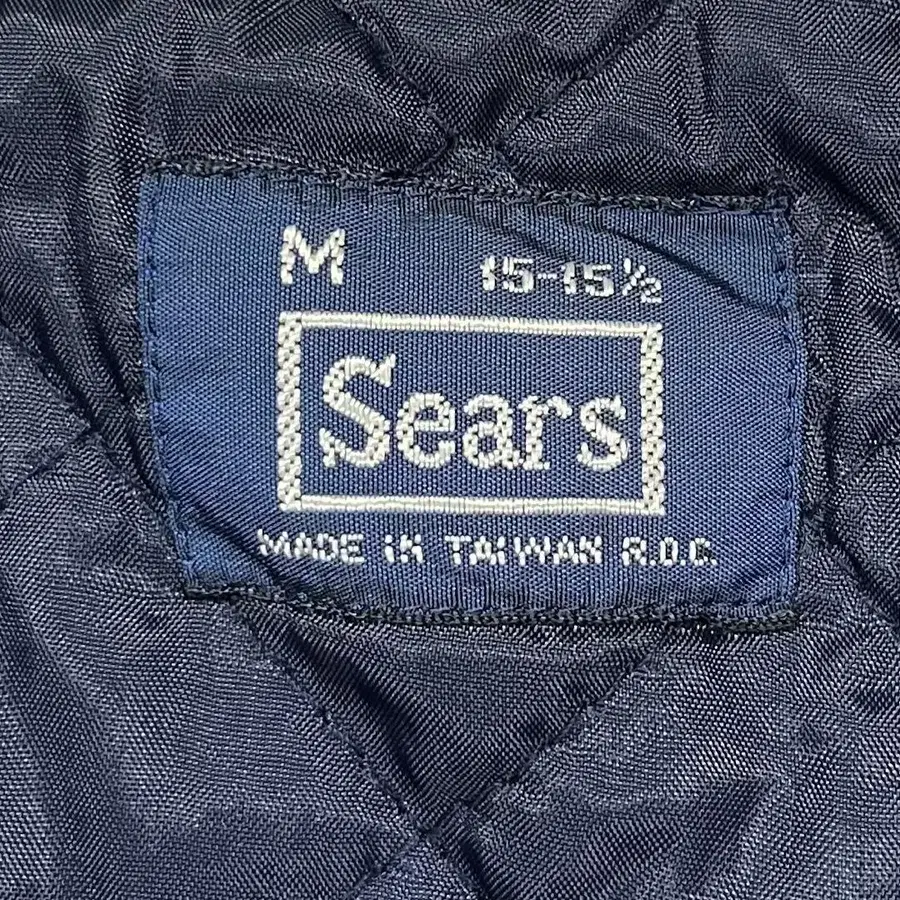 M 15-15½
Sears
MADE IN TAIWAN R.O.C.